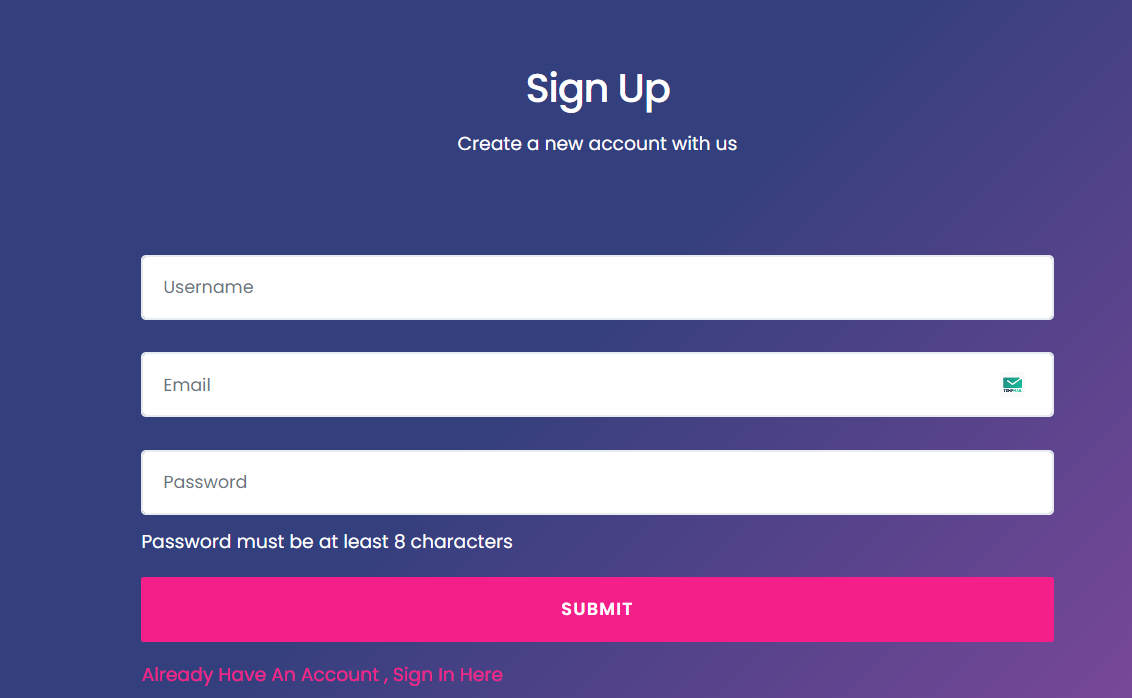 Sign Up
Create a new account with us
Username
Email
TEMPMAIL
Password
Password must be at least 8 characters
SUBMIT
Already Have An Account , Sign In Here